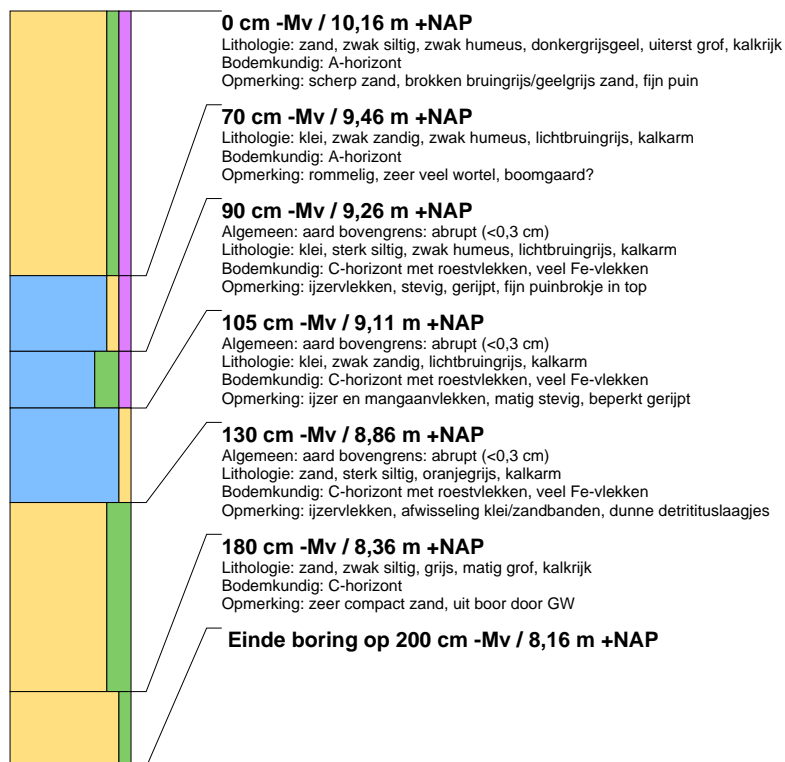 0 cm -Mv / 10,16 m +NAP
Lithologie: zand, zwak siltig, zwak humeus, donkergrijsgeel, uiterst grof, kalkrijk
Bodemkundig: A-horizont
Opmerking: scherp zand, brokken bruingrijs/geelgrijs zand, fijn puin
70 cm -Mv / 9,46 m +NAP
Lithologie: klei, zwak zandig, zwak humeus, lichtbruingrijs, kalkarm
Bodemkundig: A-horizont
Opmerking: rommelig, zeer veel wortel, boomgaard?
90 cm -Mv / 9,26 m +NAP
Algemeen: aard bovengrens: abrupt (<0,3 cm)
Lithologie: klei, sterk siltig, zwak humeus, lichtbruingrijs, kalkarm
Bodemkundig: C-horizont met roestvlekken, veel Fe-vlekken
Opmerking: ijzervlekken, stevig, gerijpt, fijn puinbrokje in top
105 cm -Mv / 9,11 m +NAP
Algemeen: aard bovengrens: abrupt (<0,3 cm)
Lithologie: klei, zwak zandig, lichtbruingrijs, kalkarm
Bodemkundig: C-horizont met roestvlekken, veel Fe-vlekken
Opmerking: ijzer en mangaanvlekken, matig stevig, beperkt gerijpt
130 cm -Mv / 8,86 m +NAP
Algemeen: aard bovengrens: abrupt (<0,3 cm)
Lithologie: zand, sterk siltig, oranjegrijs, kalkarm
Bodemkundig: C-horizont met roestvlekken, veel Fe-vlekken
Opmerking: ijzervlekken, afwisseling klei/zandbanden, dunne detritituslaagjes
180 cm -Mv / 8,36 m +NAP
Lithologie: zand, zwak siltig, grijs, matig grof, kalkrijk
Bodemkundig: C-horizont
Opmerking: zeer compact zand, uit boor door GW
Einde boring op 200 cm -Mv / 8,16 m +NAP